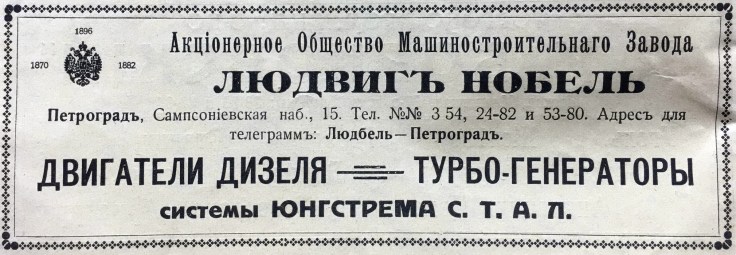 1896
1870 1882
Акціонерное Общество Машиностроительнаго Завода
ЛЮДВИГЪ НОБЕЛЬ
Петроградъ, Сампсоніевская наб., 15. Тел. №№ 3 54, 24-82 и 53-80. Адресъ для
телеграммъ: Людбель—Петроградъ.
ДВИГАТЕЛИ ДИЗЕЛЯ — ТУРБО-ГЕНЕРАТОРЫ
системы ЮНГСТРЕМА С. Т. А. Л.